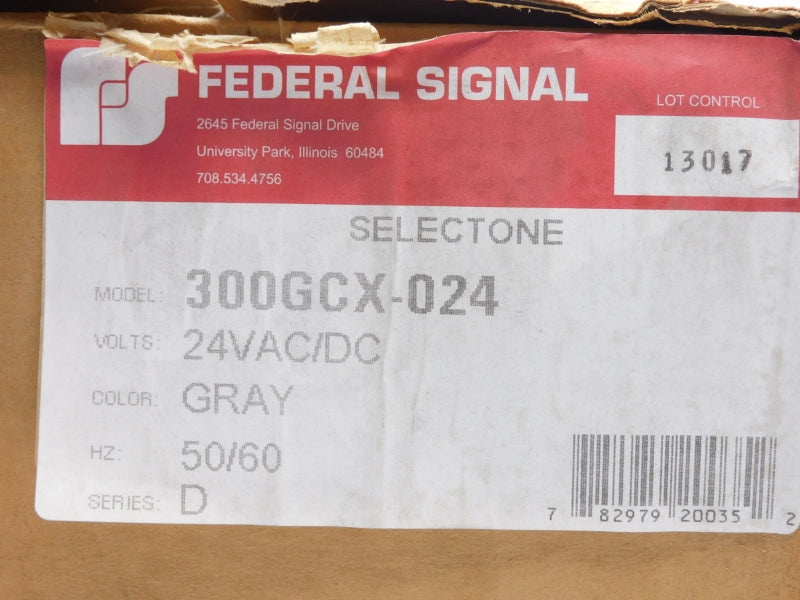 FEDERAL SIGNAL
2645 Federal Signal Drive
University Park, Illinois 60484
708.534.4756
LOT CONTROL
13017
SELECTONE
MODEL: 300GCX-024
VOLTS: 24VAC/DC
COLOR: GRAY
HZ: 50/60
SERIES: D
7 82979 20035 2